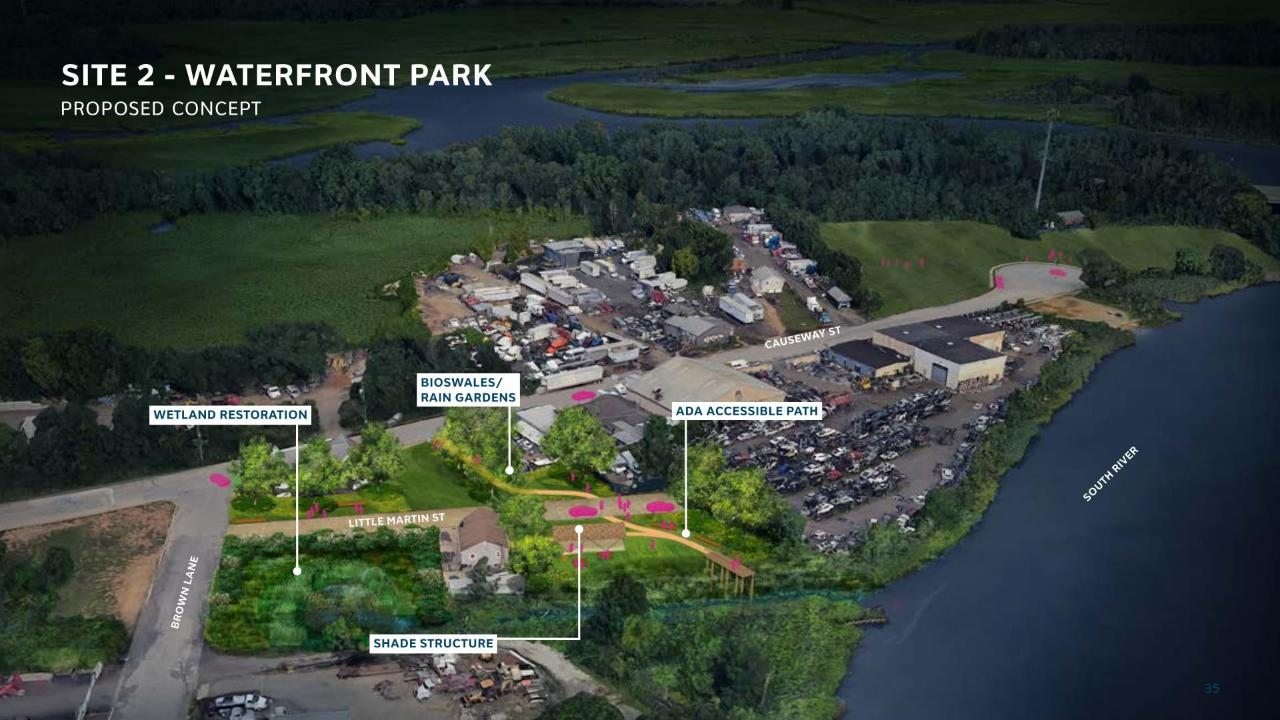 SITE 2 - WATERFRONT PARK
PROPOSED CONCEPT
CAUSEWAY ST
BIOSWALES/
RAIN GARDENS
WETLAND RESTORATION
ADA ACCESSIBLE PATH
SOUTH RIVER
LITTLE MARTIN ST
BROWN LANE
SHADE STRUCTURE
35